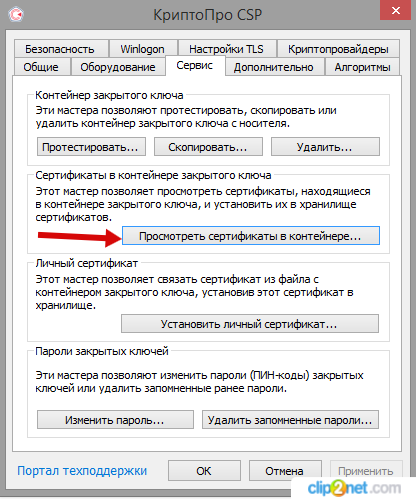 КриптоПро CSP
Безопасность Winlogon Настройки TLS Криптопровайдеры
Общие Оборудование Сервис Дополнительно Алгоритмы
Контейнер закрытого ключа
Эти мастера позволяют протестировать, скопировать или
удалить контейнер закрытого ключа с носителя.
Протестировать... Скопировать... Удалить...
Сертификаты в контейнере закрытого ключа
Этот мастер позволяет просмотреть сертификаты, находящиеся
в контейнере закрытого ключа, и установить их в хранилище
сертификатов.
Просмотреть сертификаты в контейнере...
Личный сертификат
Этот мастер позволяет связать сертификат из файла с
контейнером закрытого ключа, установив этот сертификат в
хранилище.
Установить личный сертификат...
Пароли закрытых ключей
Эти мастера позволяют изменить пароли (ПИН-коды) закрытых
ключей или удалить запомненные ранее пароли.
Изменить пароль... Удалить запомненные пароли...
Портал техподдержки ОК Отмена Применить
clip2net.com